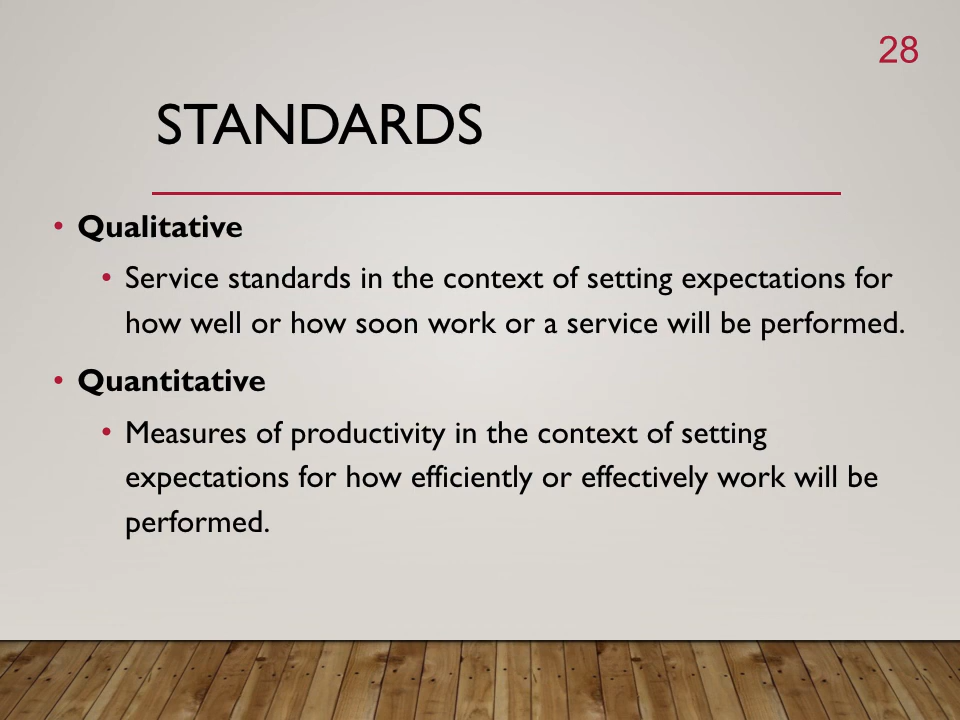 28
STANDARDS
• Qualitative
• Service standards in the context of setting expectations for
how well or how soon work or a service will be performed.
• Quantitative
• Measures of productivity in the context of setting
expectations for how efficiently or effectively work will be
performed.